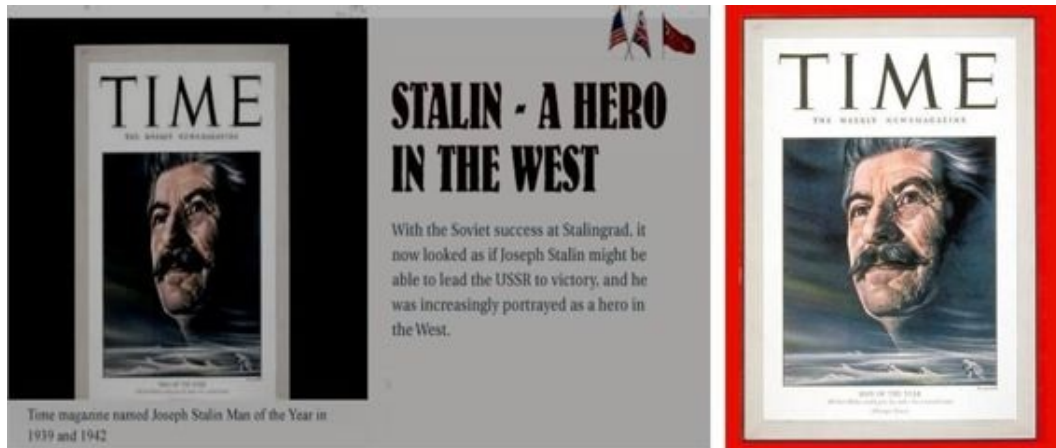 TIME
THE WEEKLY NEWSMAGAZINE
MAN OF THE YEAR
Time magazine named Joseph Stalin Man of the Year in
1939 and 1942
STALIN - A HERO
IN THE WEST
With the Soviet success at Stalingrad, it
now looked as if Joseph Stalin might be
able to lead the USSR to victory, and he
was increasingly portrayed as a hero in
the West.
TIME
THE WEEKLY NEWSMAGAZINE
MAN OF THE YEAR